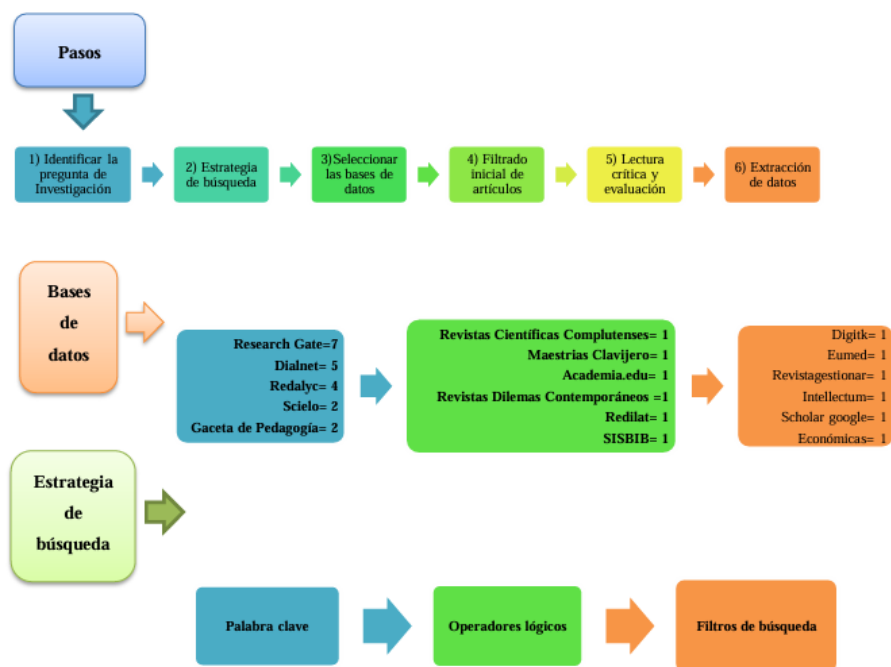 Pasos
1) Identificar la
pregunta de
Investigación
2) Estrategia
de búsqueda
3)Seleccionar
las bases de
datos
4) Filtrado
inicial de
artículos
5) Lectura
crítica y
evaluación
6) Extracción
de datos
Bases
de
datos
Research Gate=7
Dialnet= 5
Redalyc= 4
Scielo= 2
Gaceta de Pedagogía= 2
Revistas Científicas Complutenses= 1
Maestrias Clavijero= 1
Academia.edu= 1
Revistas Dilemas Contemporáneos =1
Redilat= 1
SISBIB= 1
Digitk= 1
Eumed= 1
Revistagestionar= 1
Intellectum= 1
Scholar google= 1
Económicas= 1
Estrategia
de
búsqueda
Palabra clave
Operadores lógicos
Filtros de búsqueda